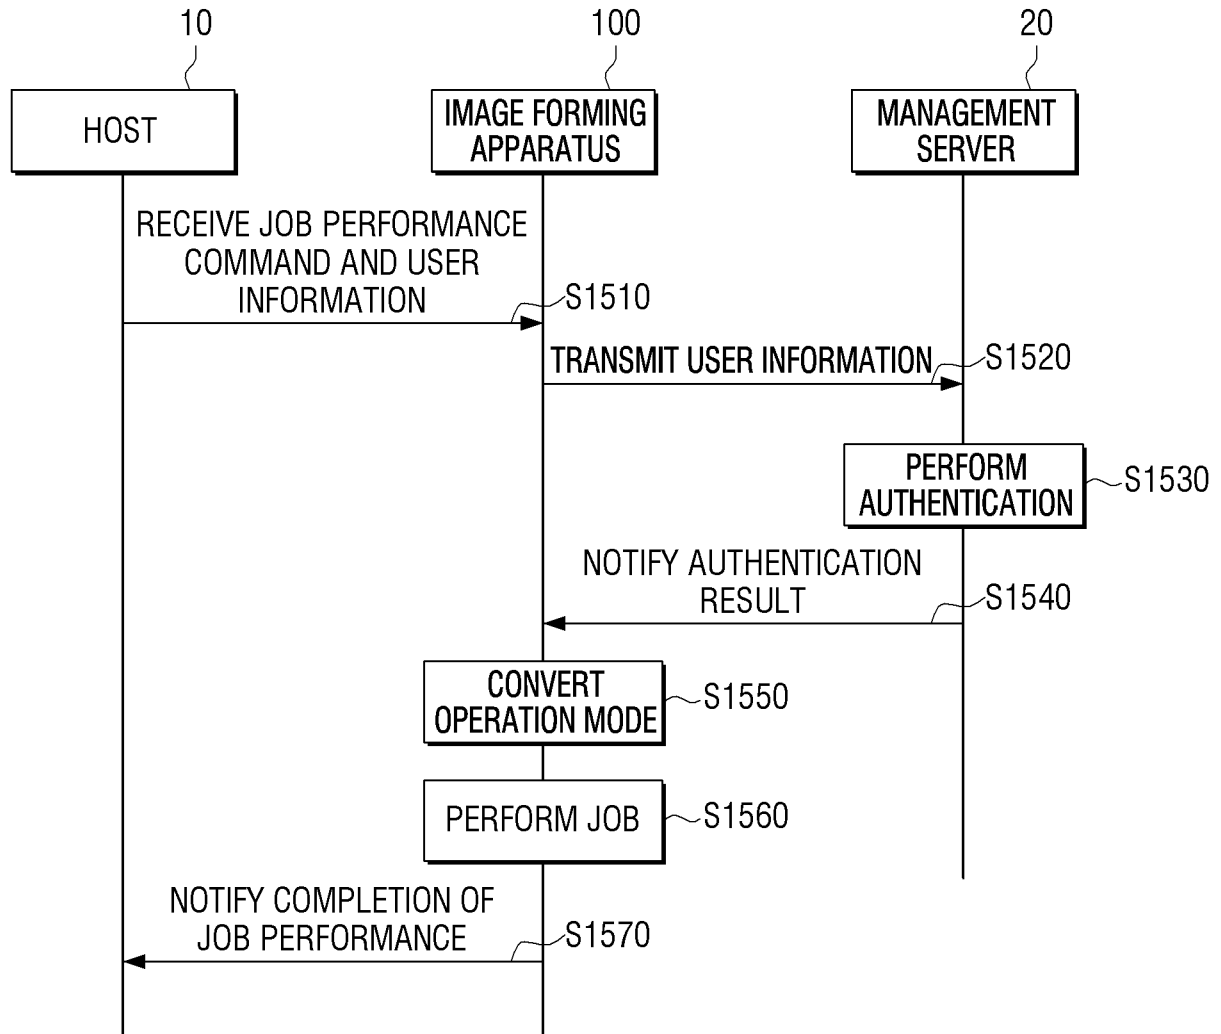 10
100
20
HOST
IMAGE FORMING
APPARATUS
MANAGEMENT
SERVER
RECEIVE JOB PERFORMANCE
COMMAND AND USER
INFORMATION
S1510
TRANSMIT USER INFORMATION
S1520
PERFORM
AUTHENTICATION
S1530
NOTIFY AUTHENTICATION
RESULT
S1540
CONVERT
OPERATION MODE
S1550
PERFORM JOB
S1560
NOTIFY COMPLETION OF
JOB PERFORMANCE
S1570